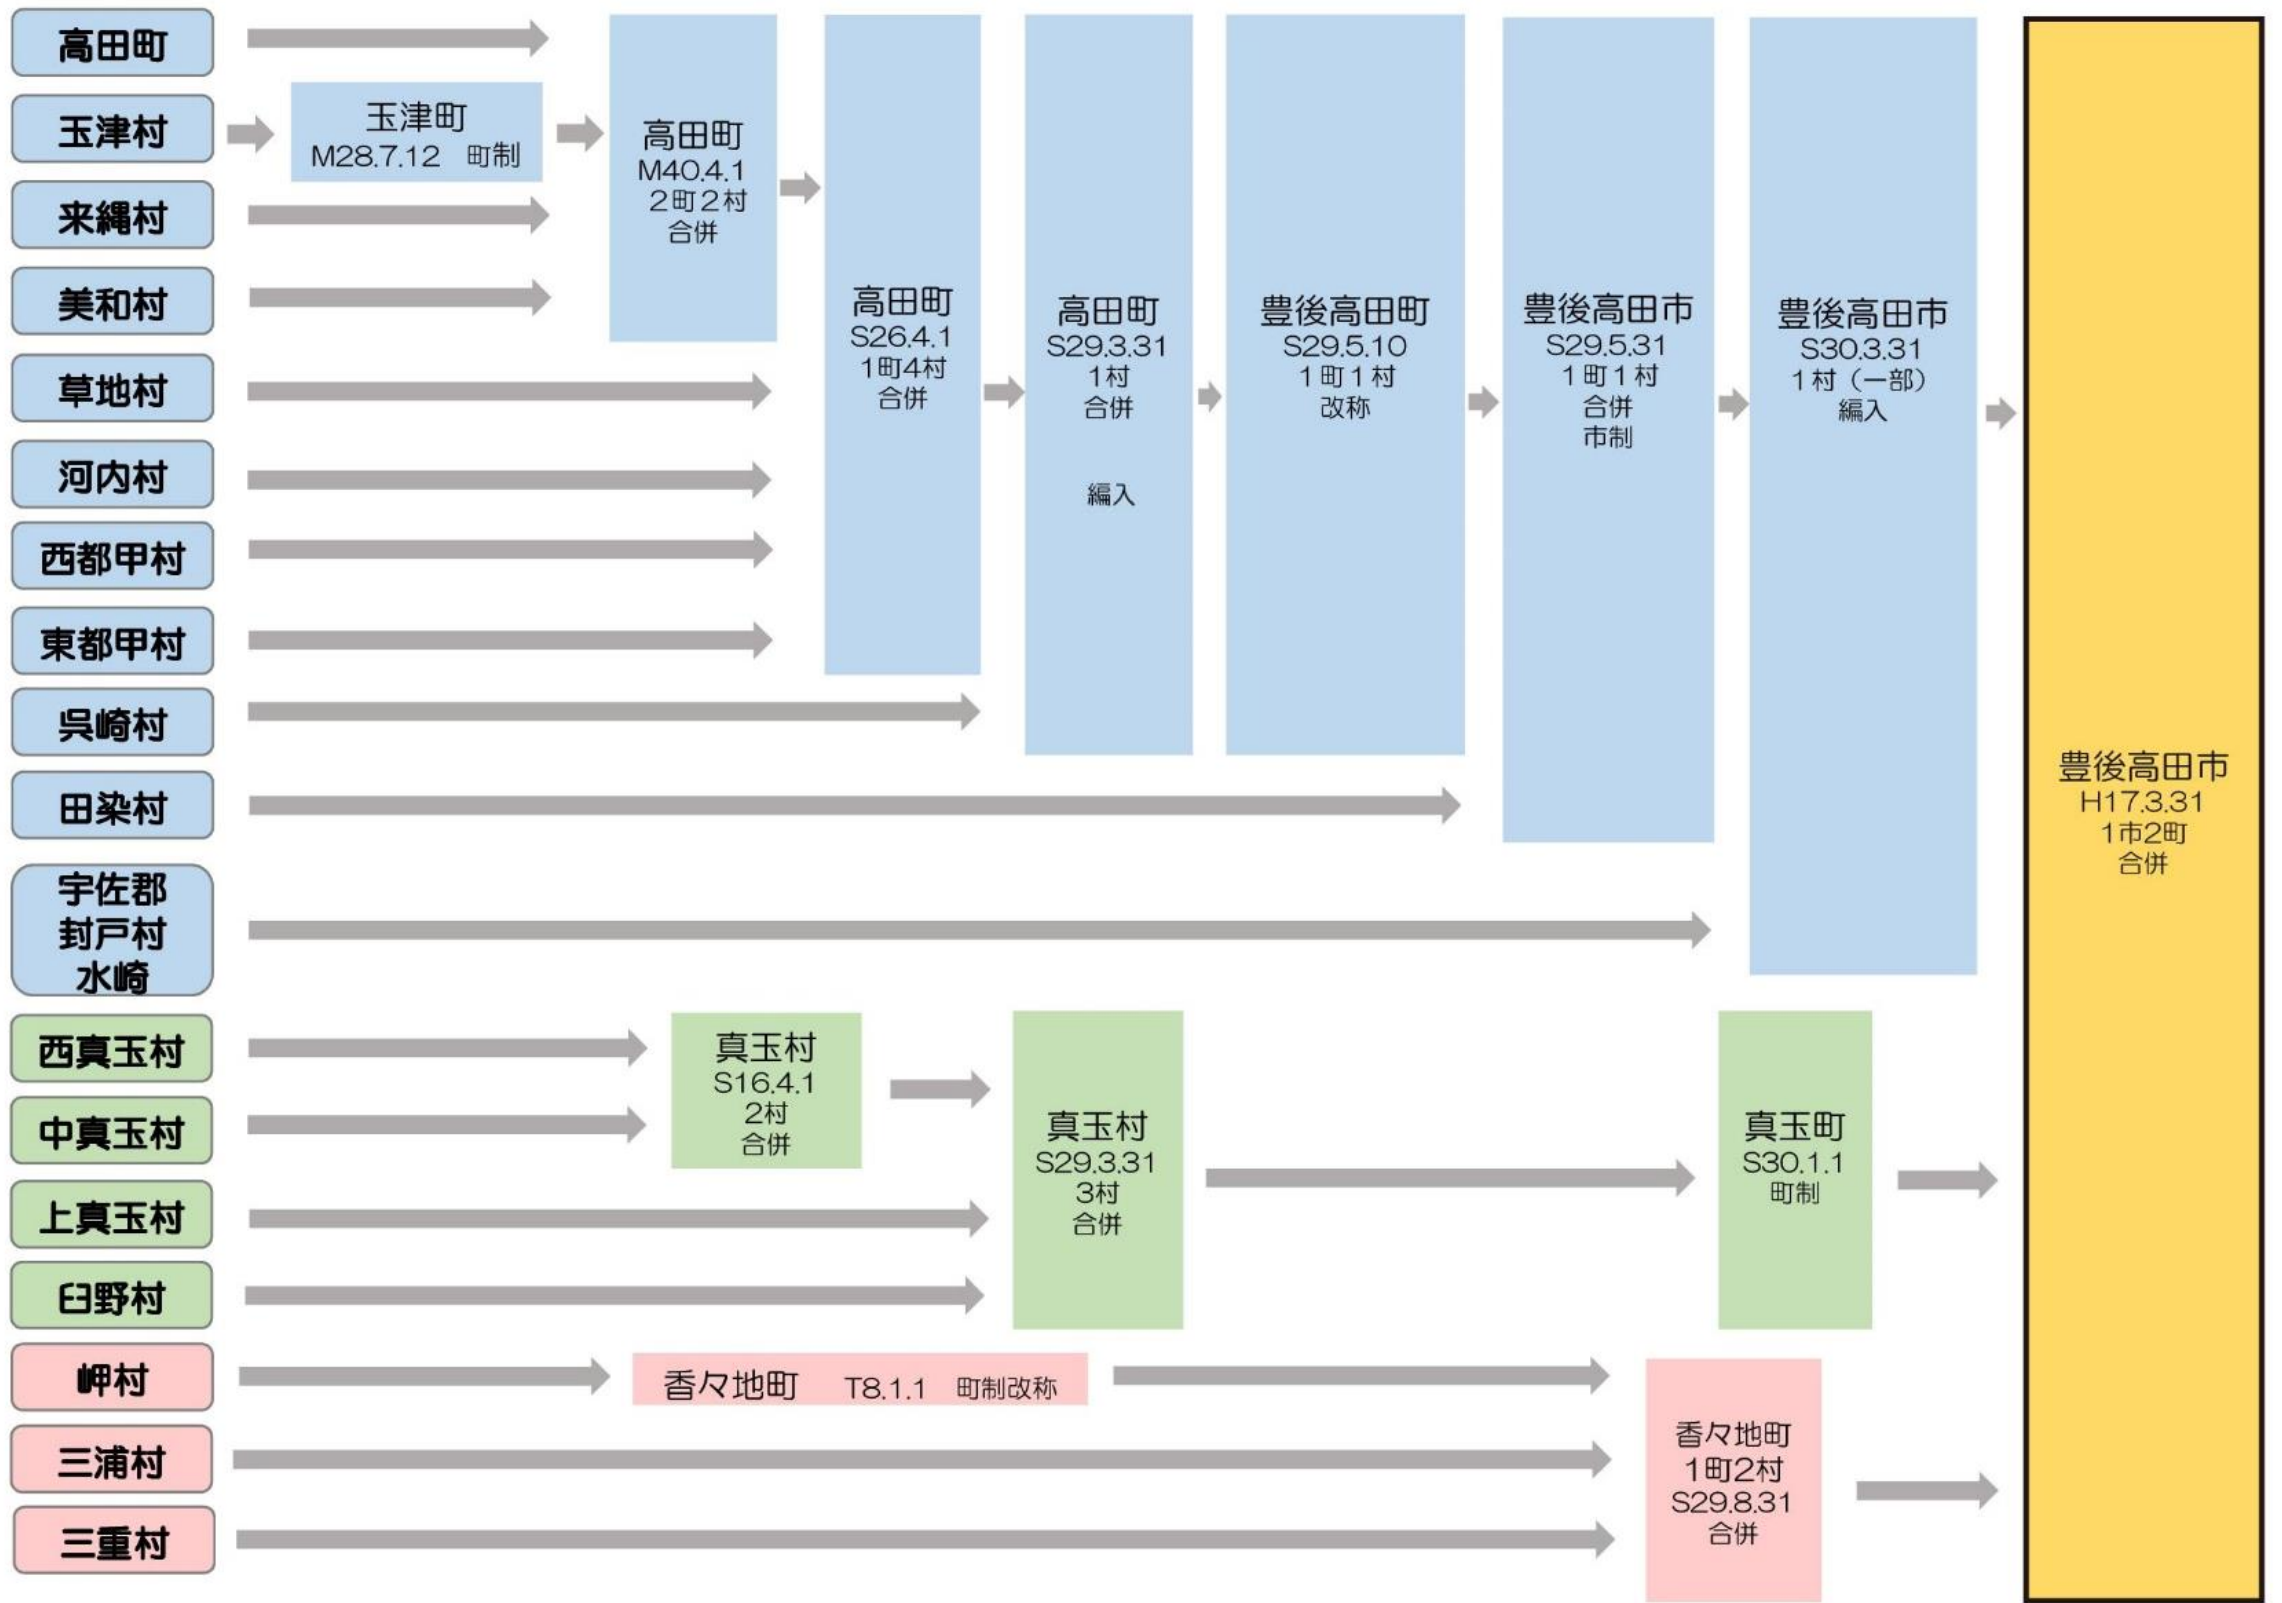 高田町
玉津村
来縄村
美和村
草地村
河内村
西都甲村
東都甲村
呉崎村
田染村
宇佐郡
封戸村
水崎
西真玉村
中真玉村
上真玉村
臼野村
岬村
三浦村
三重村
玉津町
M28.7.12 町制
高田町
M40.4.1
2町2村
合併
高田町
S26.4.1
1町4村
合併
高田町
S29.3.31
1村
合併
編入
豊後高田町
S29.5.10
1町1村
改称
豊後高田市
S29.5.31
1町1村
合併
市制
豊後高田市
S30.3.31
1村（一部）
編入
真玉村
S16.4.1
2村
合併
真玉村
S29.3.31
3村
合併
真玉町
S30.1.1
町制
香々地町 T8.1.1 町制改称
香々地町
1町2村
S29.8.31
合併
豊後高田市
H17.3.31
1市2町
合併